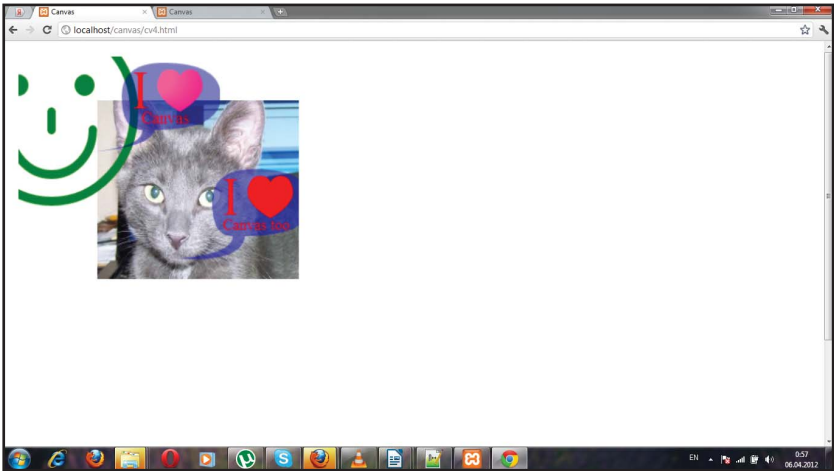 Canvas
Canvas
localhost/canvas/cv4.html
I
Canvas
I
Canvas too
EN
0:57
06.04.2012